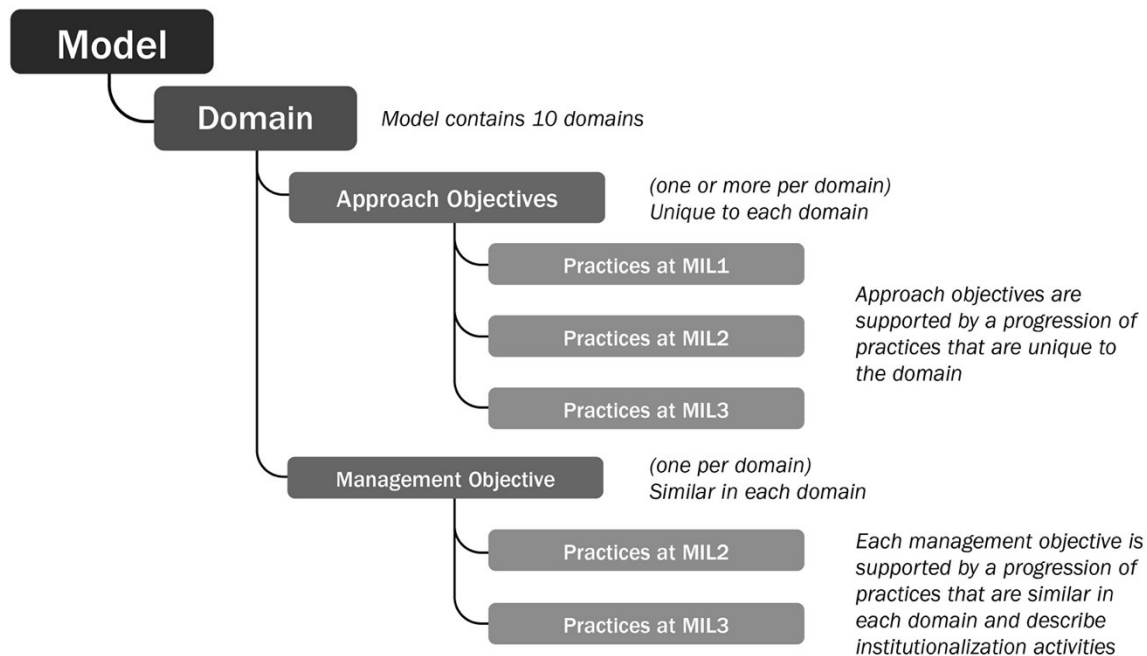 Model
Domain
Model contains 10 domains
Approach Objectives
(one or more per domain)
Unique to each domain
Practices at MIL1
Practices at MIL2
Practices at MIL3
Approach objectives are
supported by a progression of
practices that are unique to
the domain
Management Objective
(one per domain)
Similar in each domain
Practices at MIL2
Practices at MIL3
Each management objective is
supported by a progression of
practices that are similar in
each domain and describe
institutionalization activities